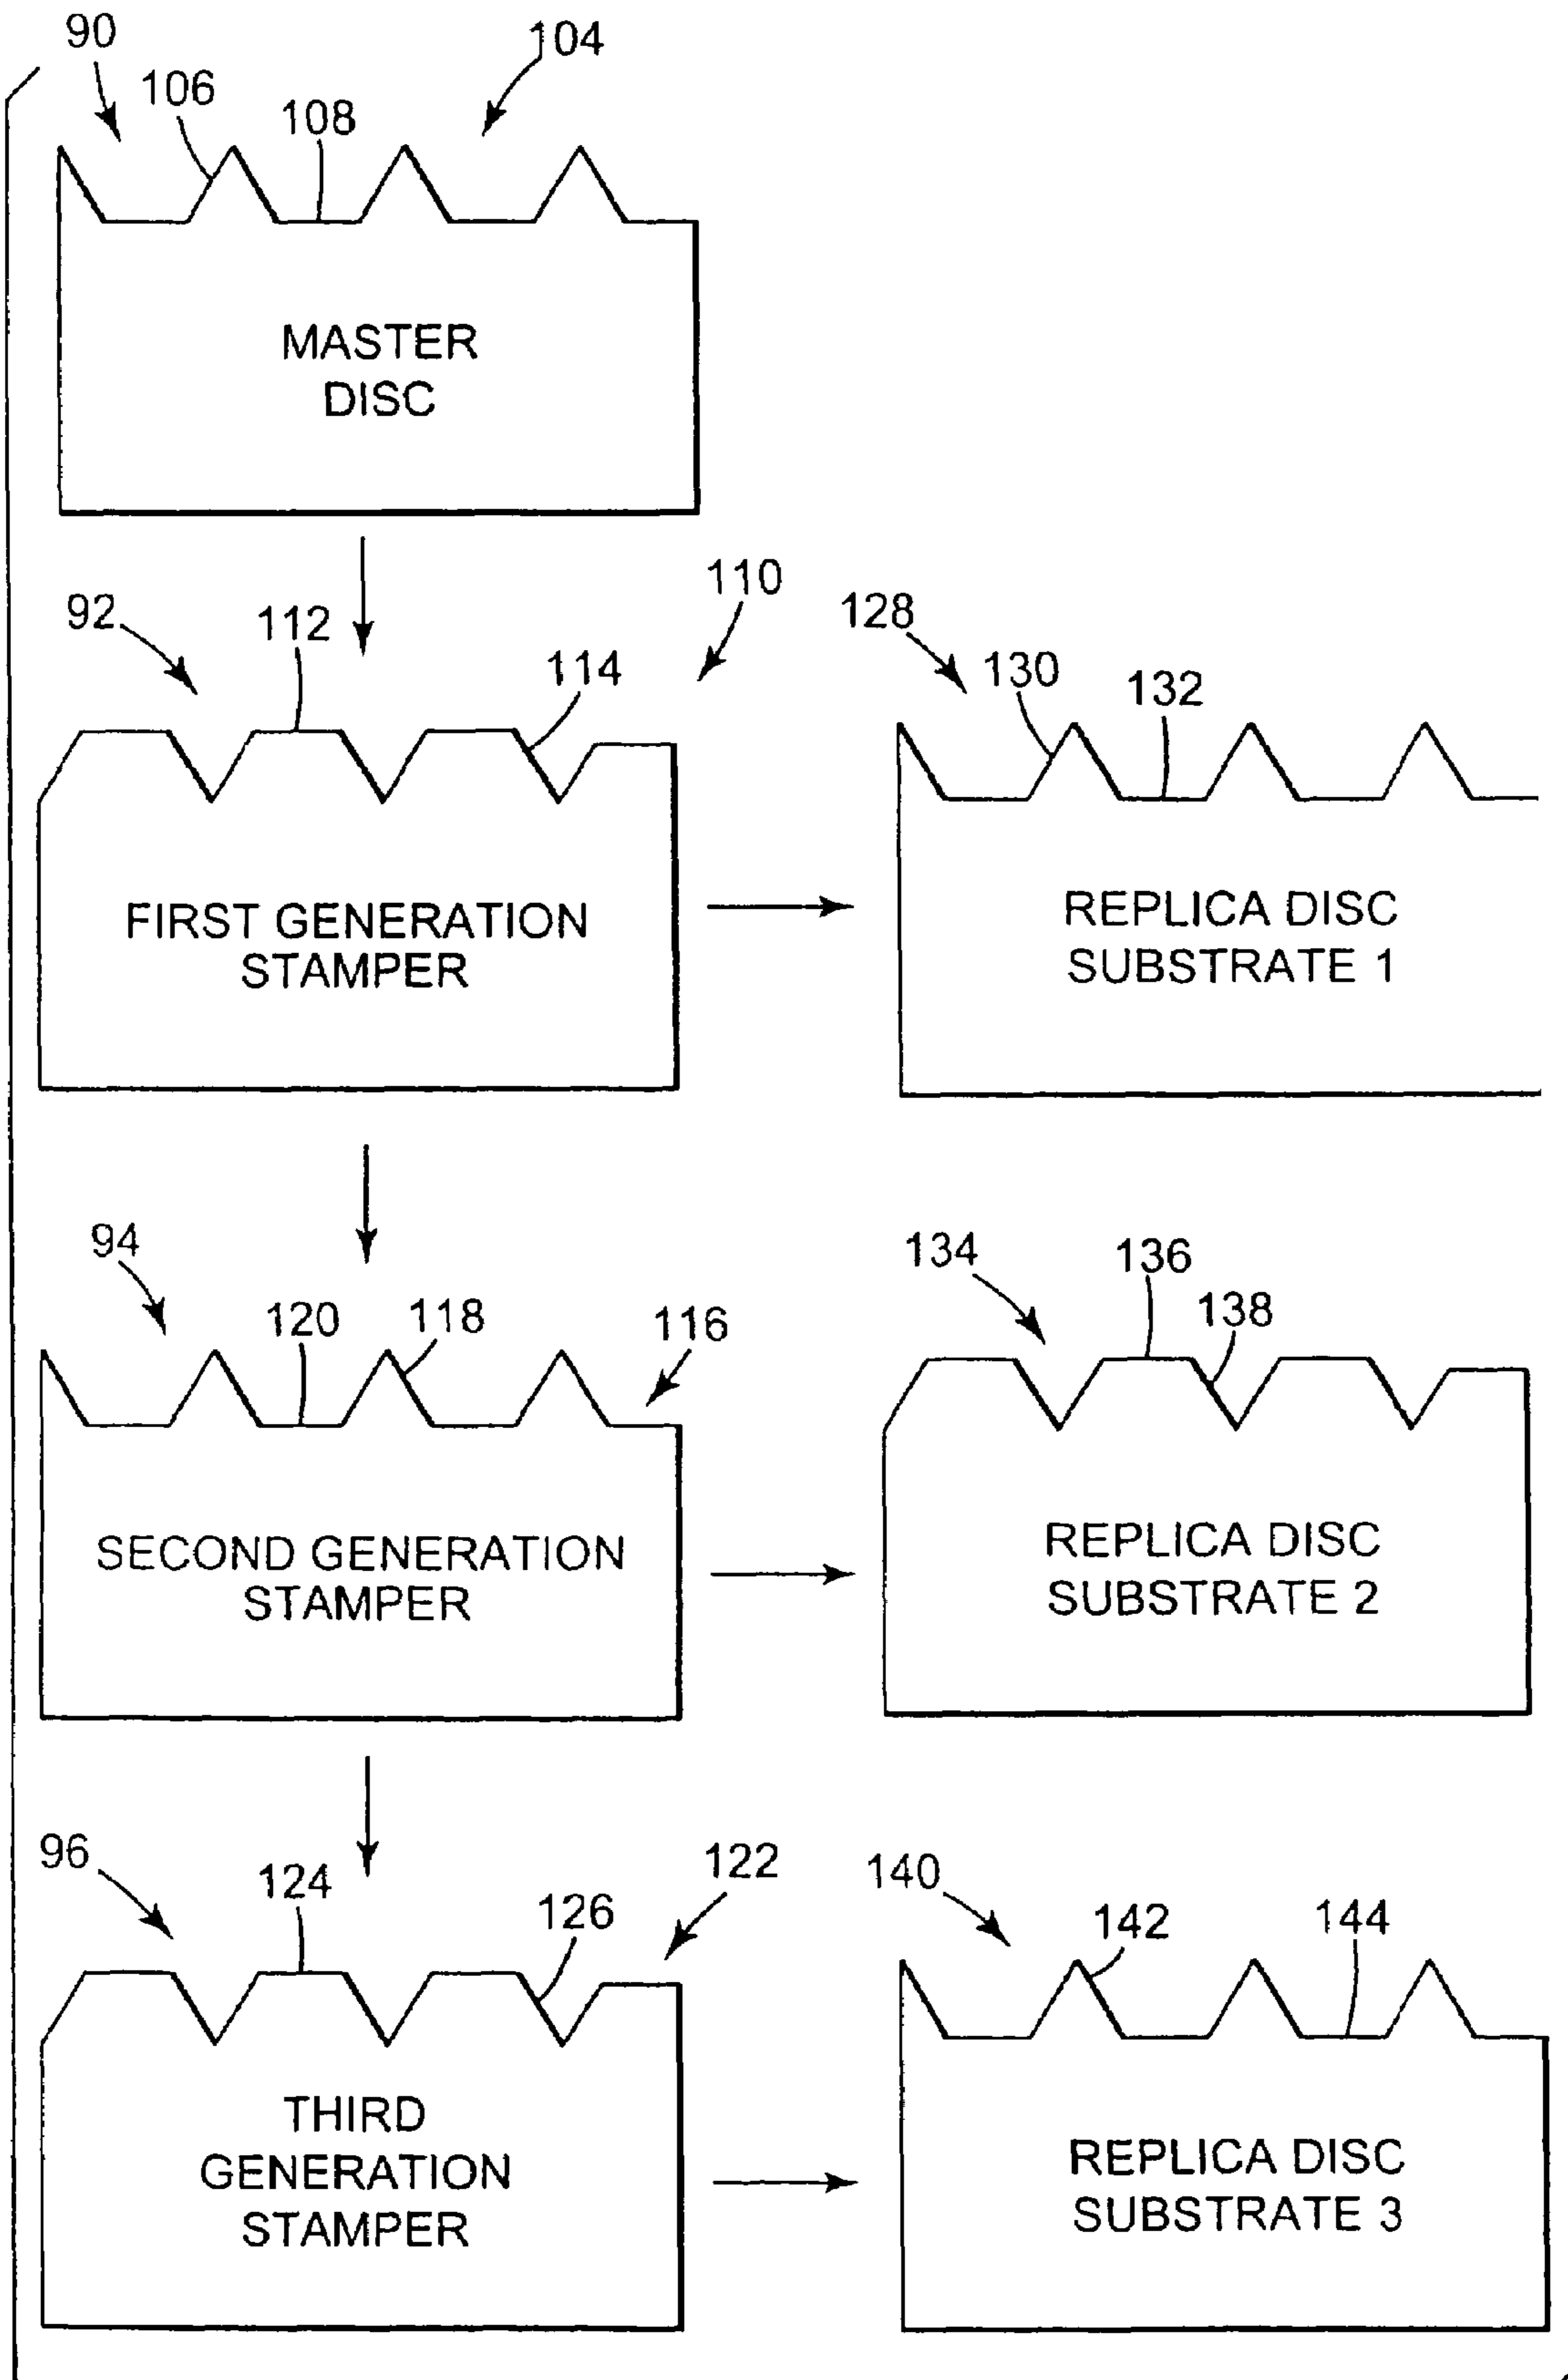 90
104
106
108
MASTER
DISC
92
112
110
114
128
130
132
FIRST GENERATION
STAMPER
REPLICA DISC
SUBSTRATE 1
94
120
118
116
134
136
138
SECOND GENERATION
STAMPER
REPLICA DISC
SUBSTRATE 2
96
124
126
122
140
142
144
THIRD
GENERATION
STAMPER
REPLICA DISC
SUBSTRATE 3